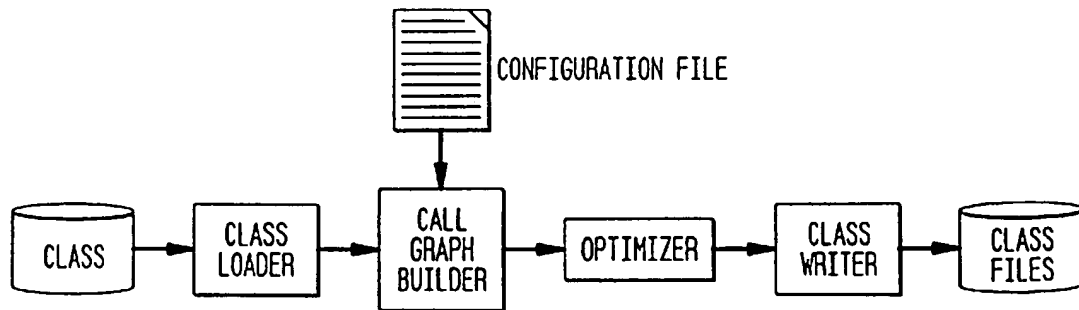 CONFIGURATION FILE
CLASS
CLASS
LOADER
CALL
GRAPH
BUILDER
OPTIMIZER
CLASS
WRITER
CLASS
FILES